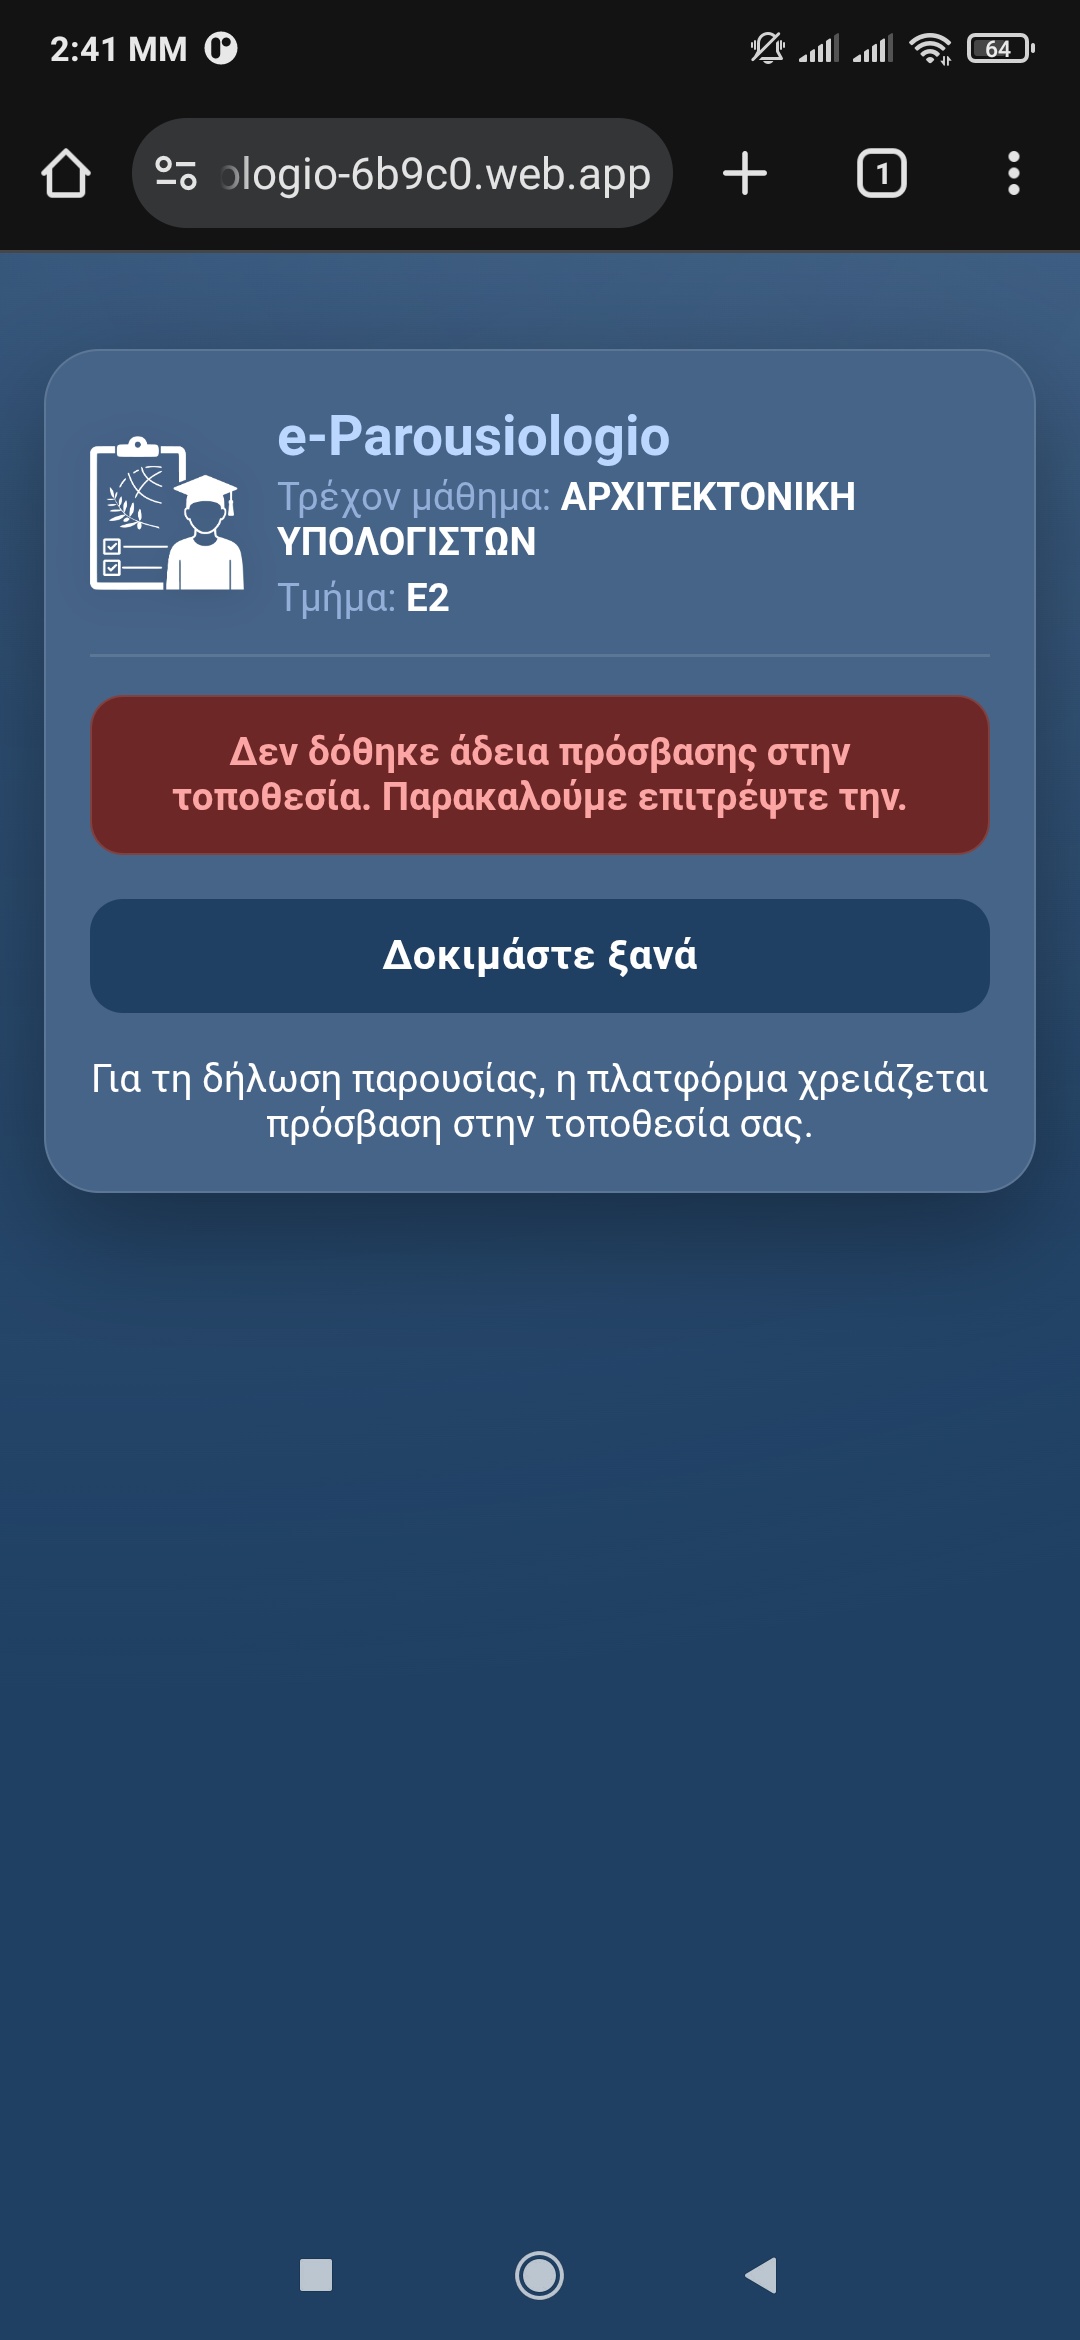 2:41 ΜΜ
64
ologio-6b9c0.web.app
1
e-Parousiologio
Τρέχον μάθημα: ΑΡΧΙΤΕΚΤΟΝΙΚΗ
ΥΠΟΛΟΓΙΣΤΩΝ
Τμήμα: Ε2
Δεν δόθηκε άδεια πρόσβασης στην
τοποθεσία. Παρακαλούμε επιτρέψτε την.
Δοκιμάστε ξανά
Για τη δήλωση παρουσίας, η πλατφόρμα χρειάζεται
πρόσβαση στην τοποθεσία σας.